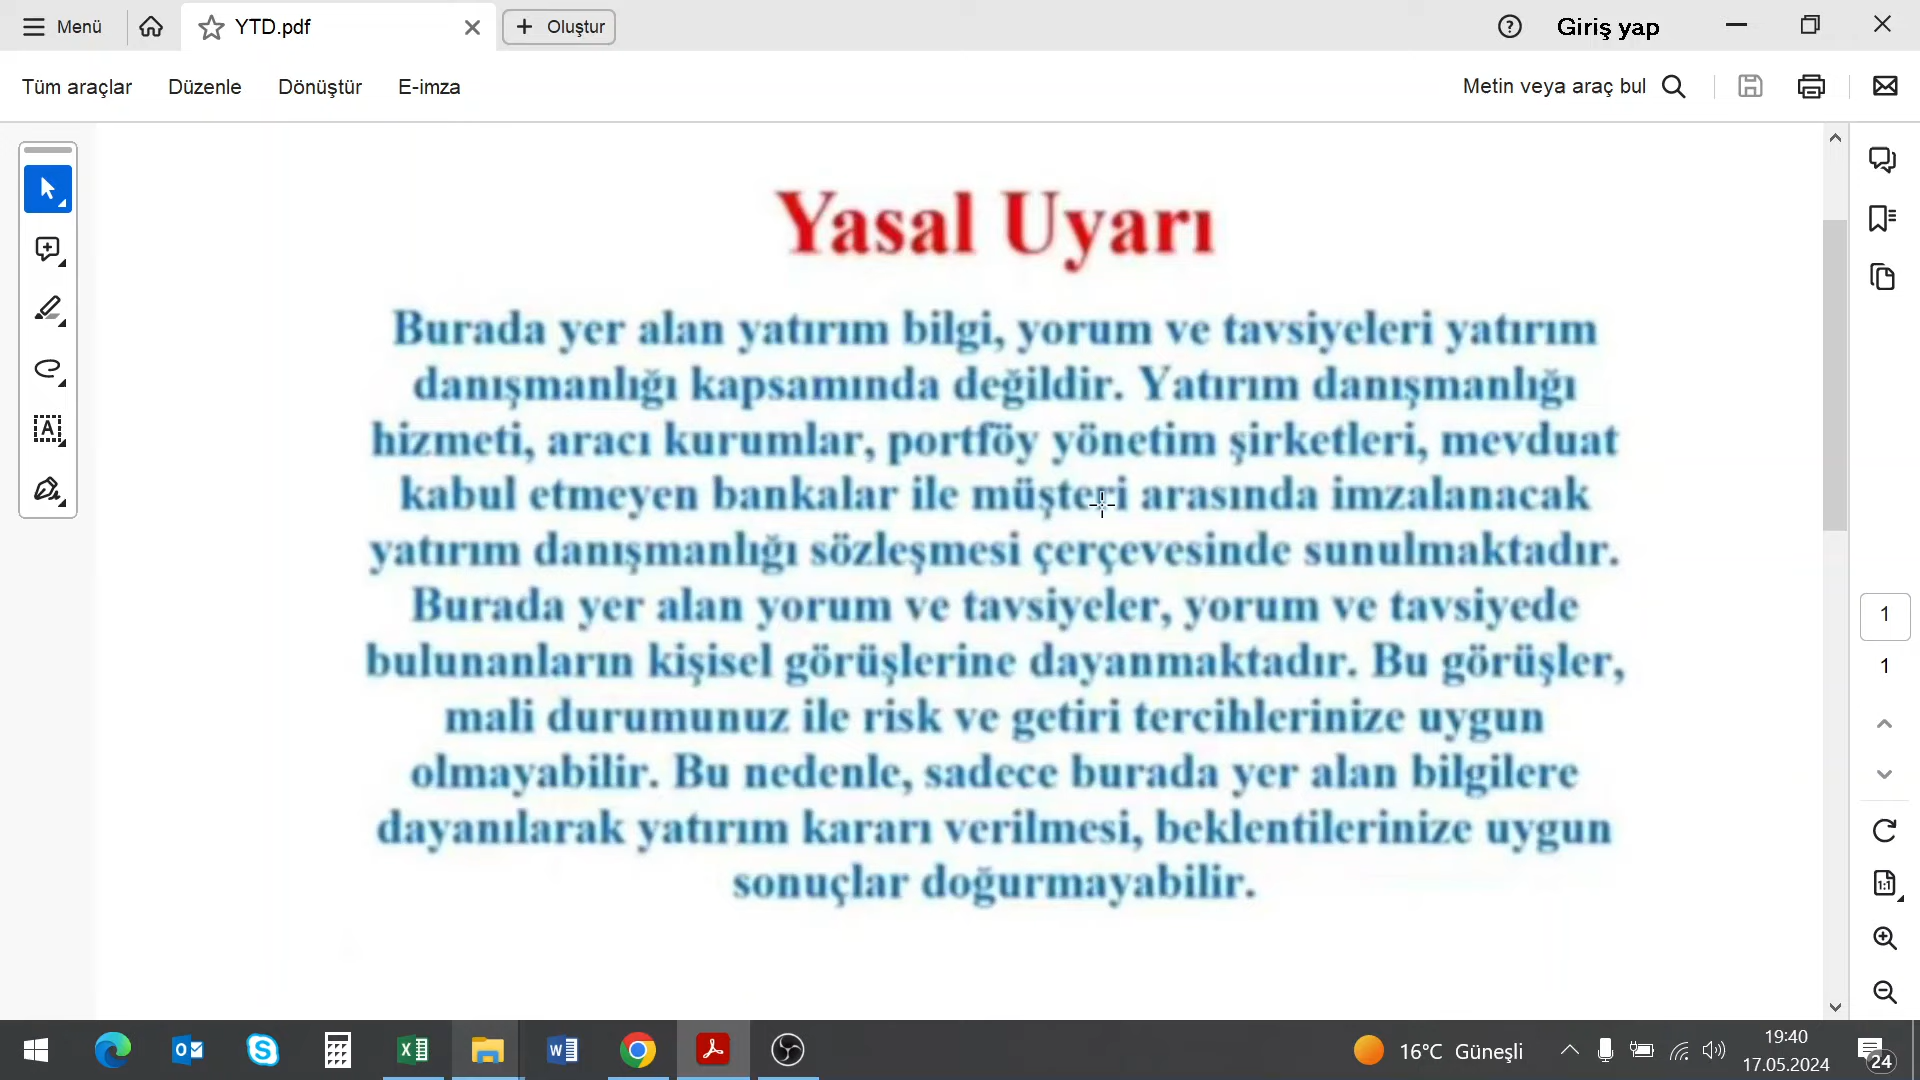 Menü
YTD.pdf
Oluştur
Giriş yap
Tüm araçlar
Düzenle
Dönüştür
E-imza
Metin veya araç bul
Yasal Uyarı
Burada yer alan yatırım bilgi, yorum ve tavsiyeleri yatırım
danışmanlığı kapsamında değildir. Yatırım danışmanlığı
hizmeti, aracı kurumlar, portföy yönetim şirketleri, mevduat
kabul etmeyen bankalar ile müşteri arasında imzalanacak
yatırım danışmanlığı sözleşmesi çerçevesinde sunulmaktadır.
Burada yer alan yorum ve tavsiyeler, yorum ve tavsiyede
bulunanların kişisel görüşlerine dayanmaktadır. Bu görüşler,
mali durumunuz ile risk ve getiri tercihlerinize uygun
olmayabilir. Bu nedenle, sadece burada yer alan bilgilere
dayanılarak yatırım kararı verilmesi, beklentilerinize uygun
sonuçlar doğurmayabilir.
1
1
16°C Güneşli
19:40
17.05.2024
24